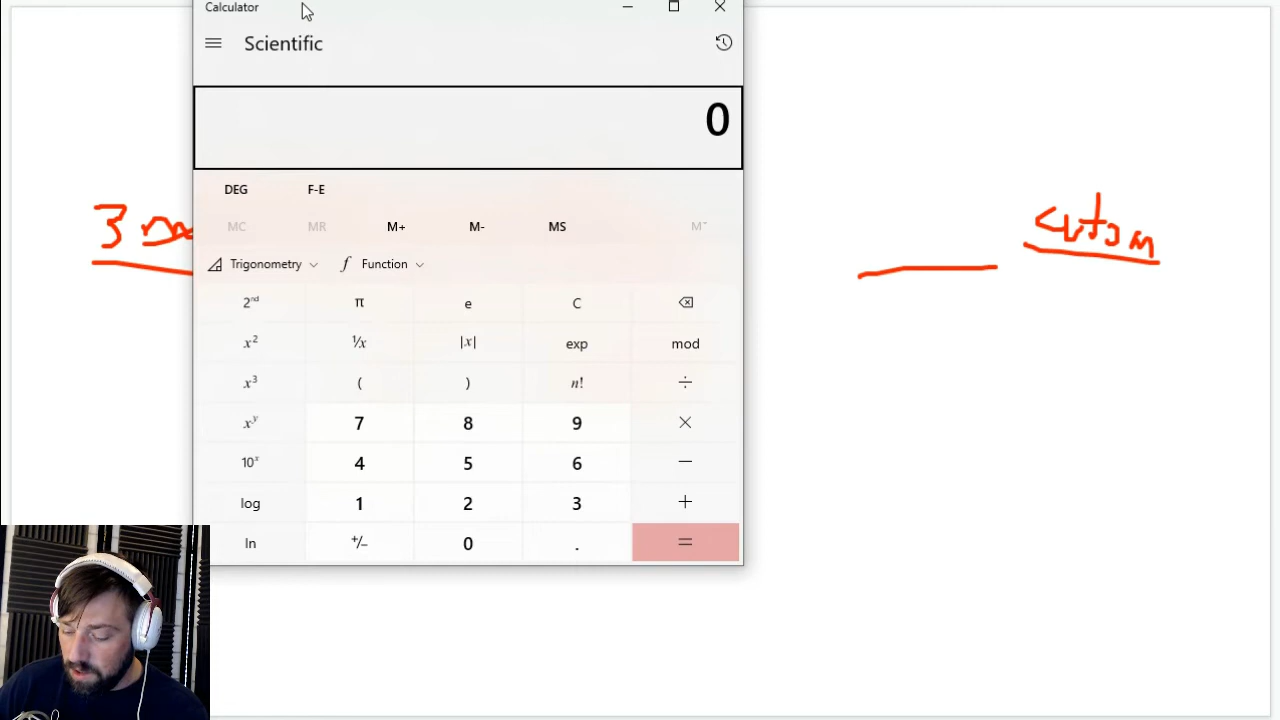 Calculator
Scientific
0
DEG F-E
MC MR M+ M- MS M˅
Trigonometry f Function
2ⁿᵈ π e C
x² ⅟x |x| exp mod
x³ ( ) n! ÷
xʸ 7 8 9 ×
10ˣ 4 5 6 −
log 1 2 3 +
ln +/− 0 . =
3